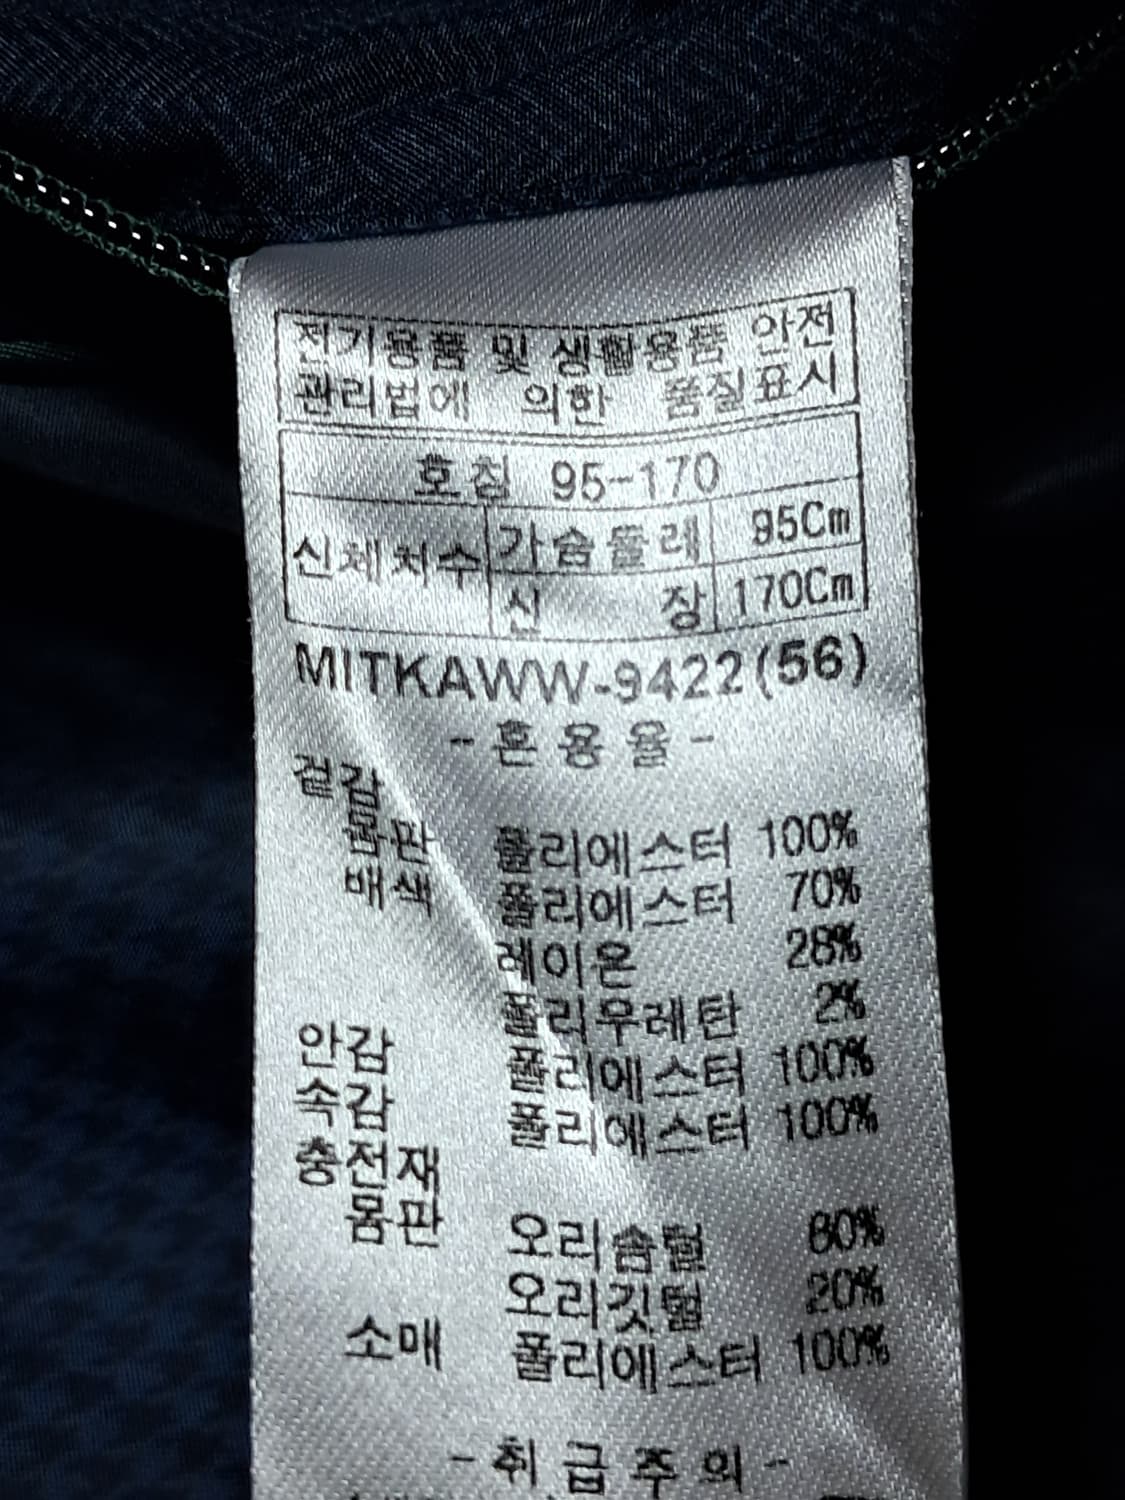 전기용품 및 생활용품 안전
관리법에 의한 품질표시
호칭 95-170
신체치수 가슴둘레 95Cm
신 장 170Cm
MITKAWW-9422(56)
- 혼 용 율 -
겉감
몸판 폴리에스터 100%
배색 폴리에스터 70%
레이온 28%
폴리우레탄 2%
안감 폴리에스터 100%
속감 폴리에스터 100%
충전재
몸판 오리솜털 80%
오리깃털 20%
소매 폴리에스터 100%
- 취 급 주 의 -